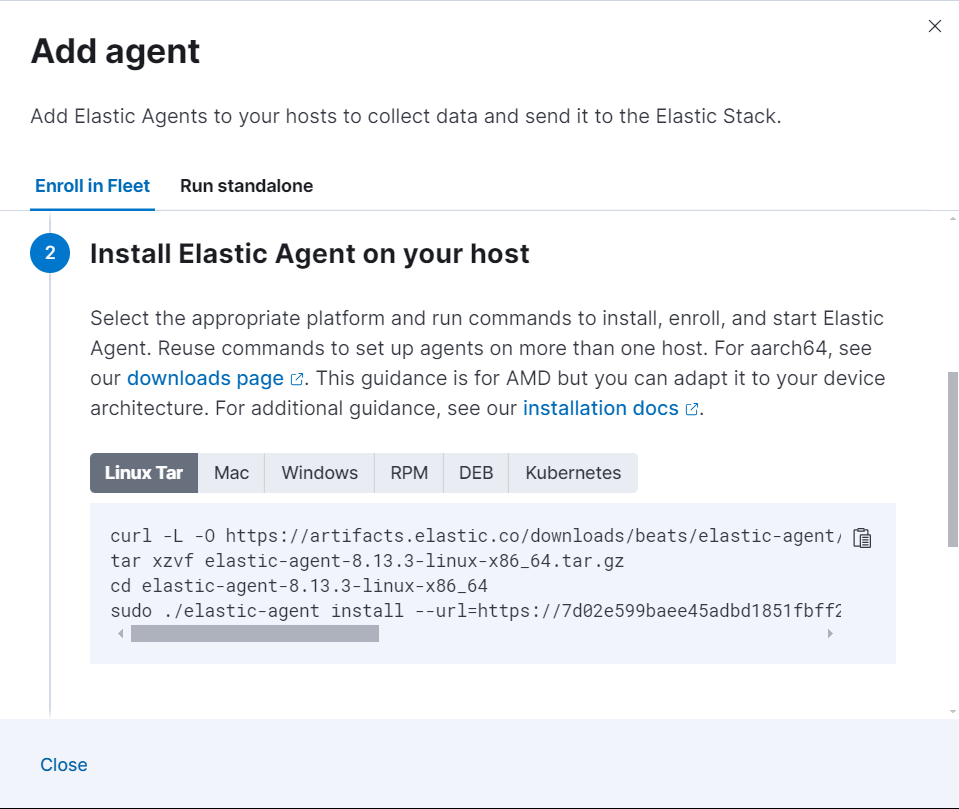 Add agent
Add Elastic Agents to your hosts to collect data and send it to the Elastic Stack.
Enroll in Fleet Run standalone
2 Install Elastic Agent on your host
Select the appropriate platform and run commands to install, enroll, and start Elastic
Agent. Reuse commands to set up agents on more than one host. For aarch64, see
our downloads page. This guidance is for AMD but you can adapt it to your device
architecture. For additional guidance, see our installation docs.
Linux Tar Mac Windows RPM DEB Kubernetes
curl -L -O https://artifacts.elastic.co/downloads/beats/elastic-agent/
tar xzvf elastic-agent-8.13.3-linux-x86_64.tar.gz
cd elastic-agent-8.13.3-linux-x86_64
sudo ./elastic-agent install --url=https://7d02e599baee45adbd1851fbff2
Close